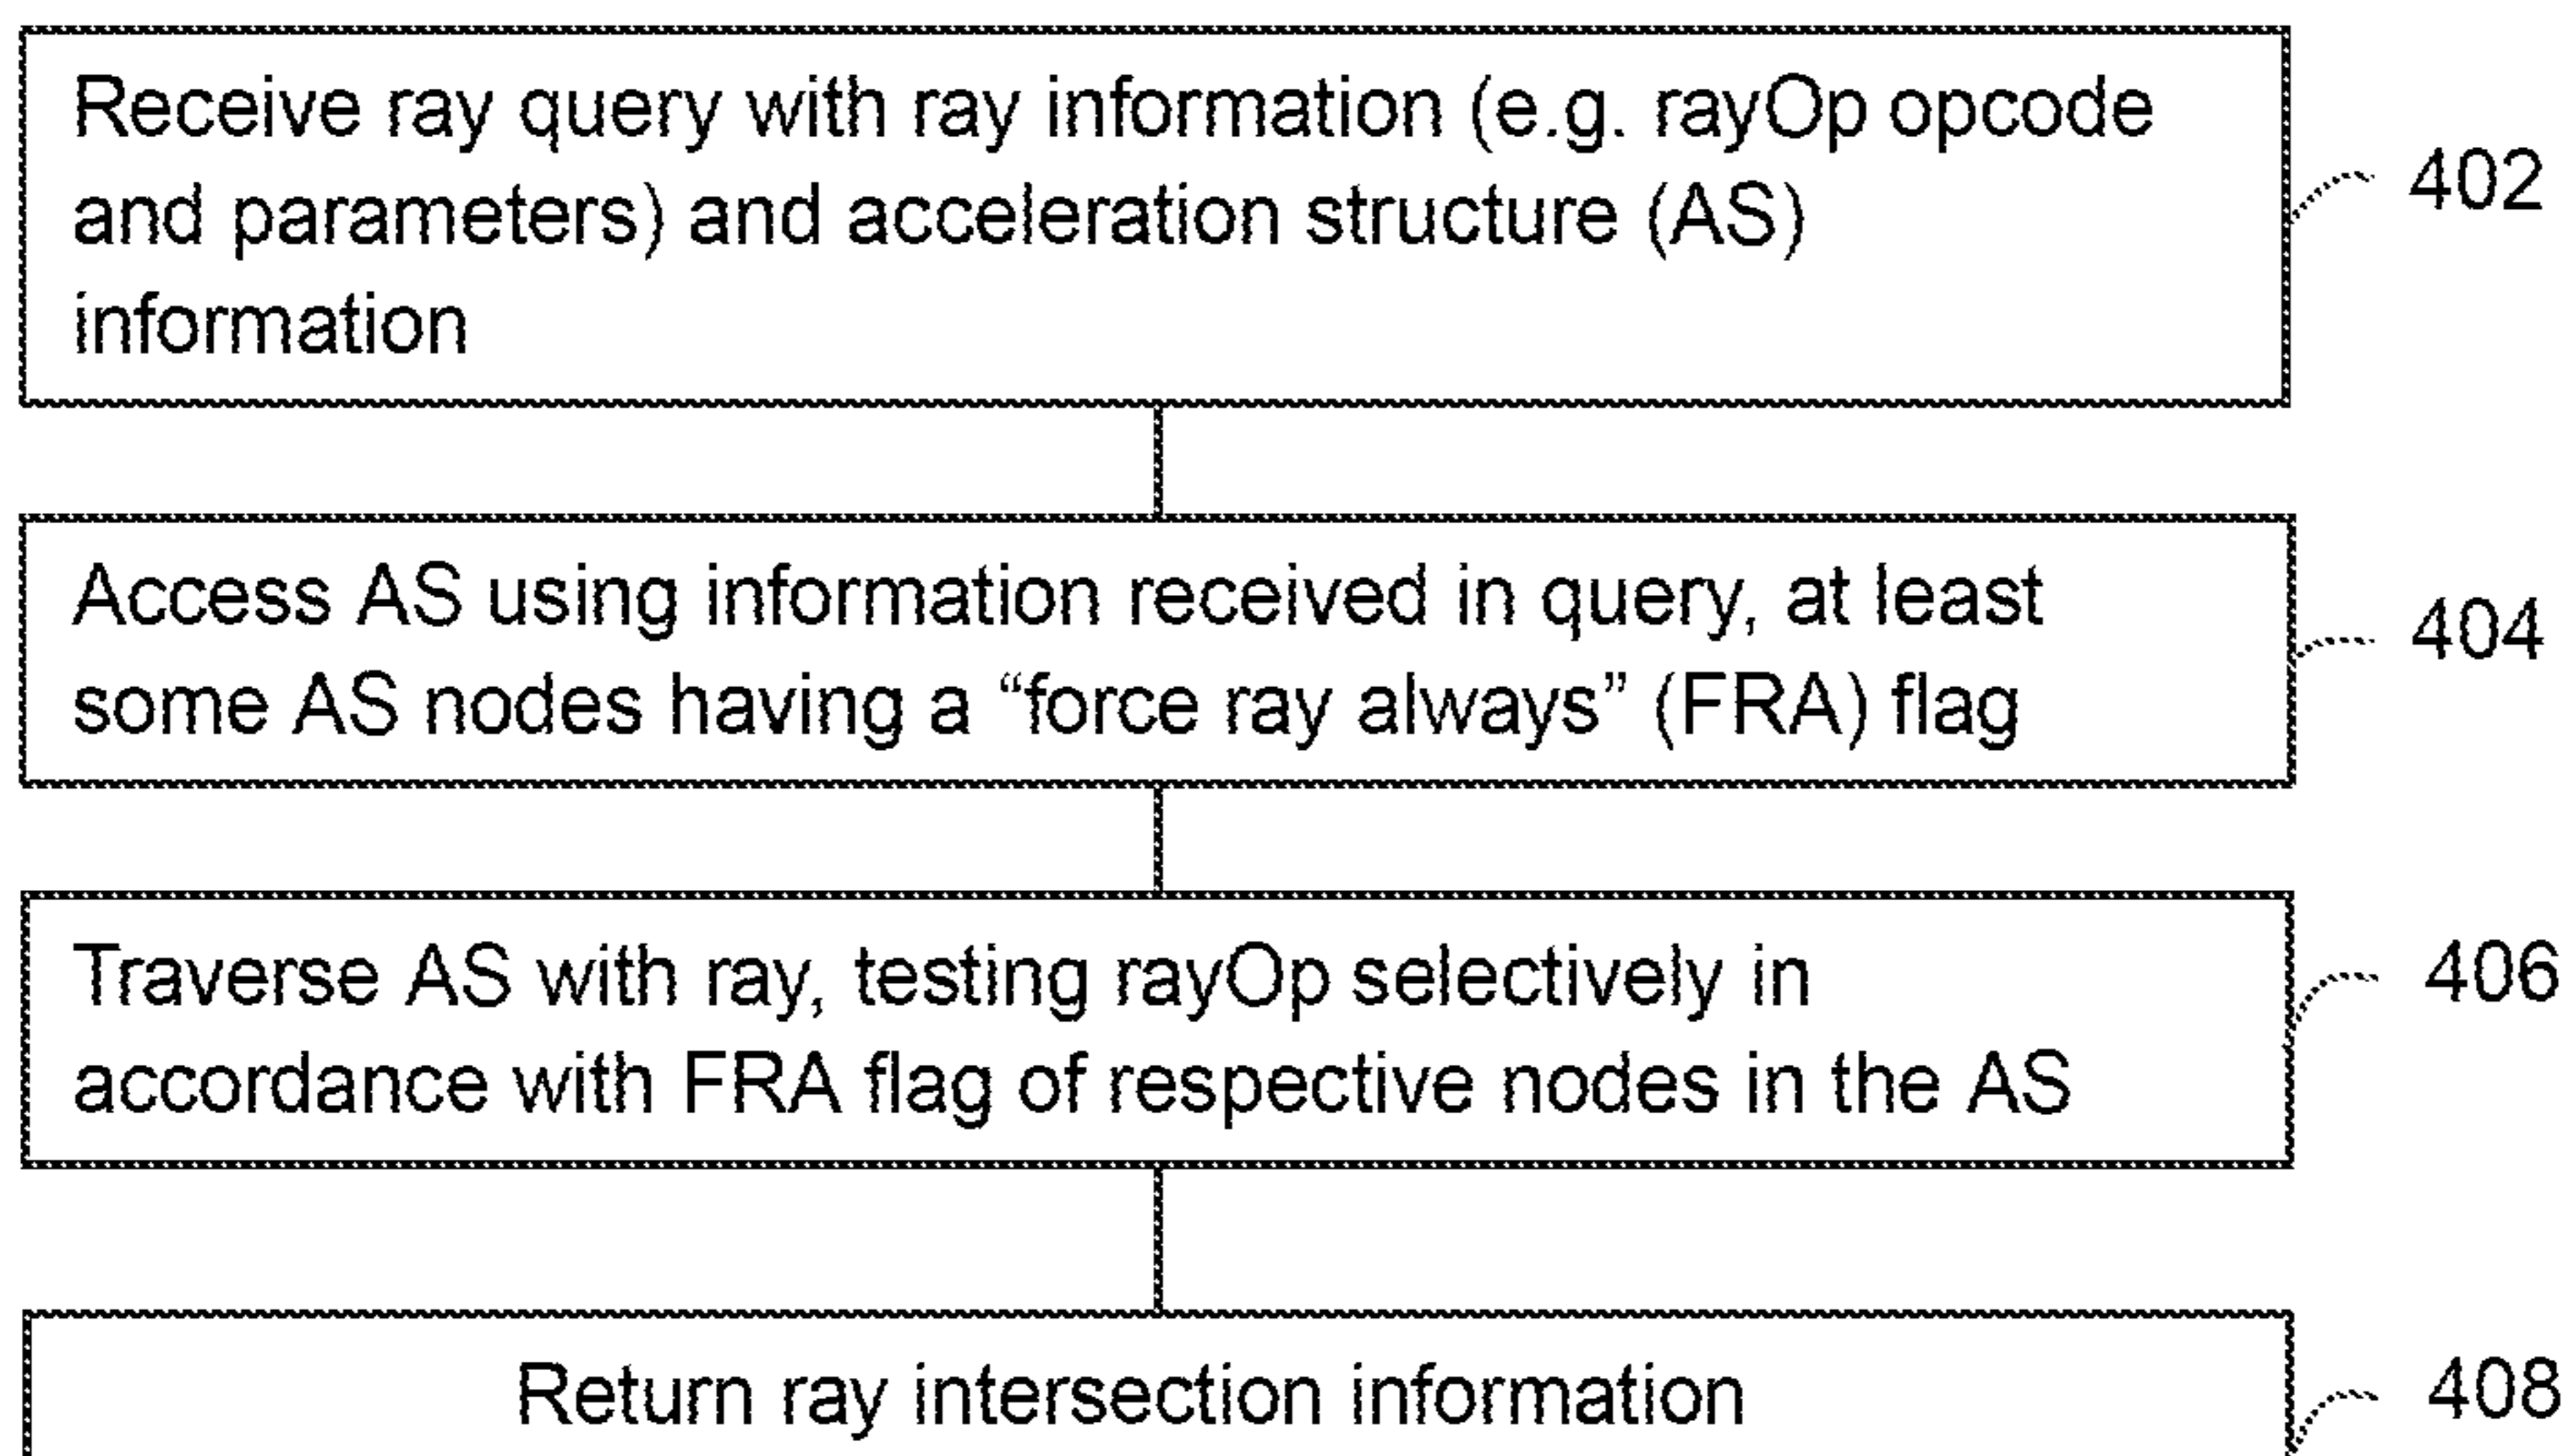 Receive ray query with ray information (e.g. rayOp opcode
and parameters) and acceleration structure (AS)
information
402
Access AS using information received in query, at least
some AS nodes having a “force ray always” (FRA) flag
404
Traverse AS with ray, testing rayOp selectively in
accordance with FRA flag of respective nodes in the AS
406
Return ray intersection information
408